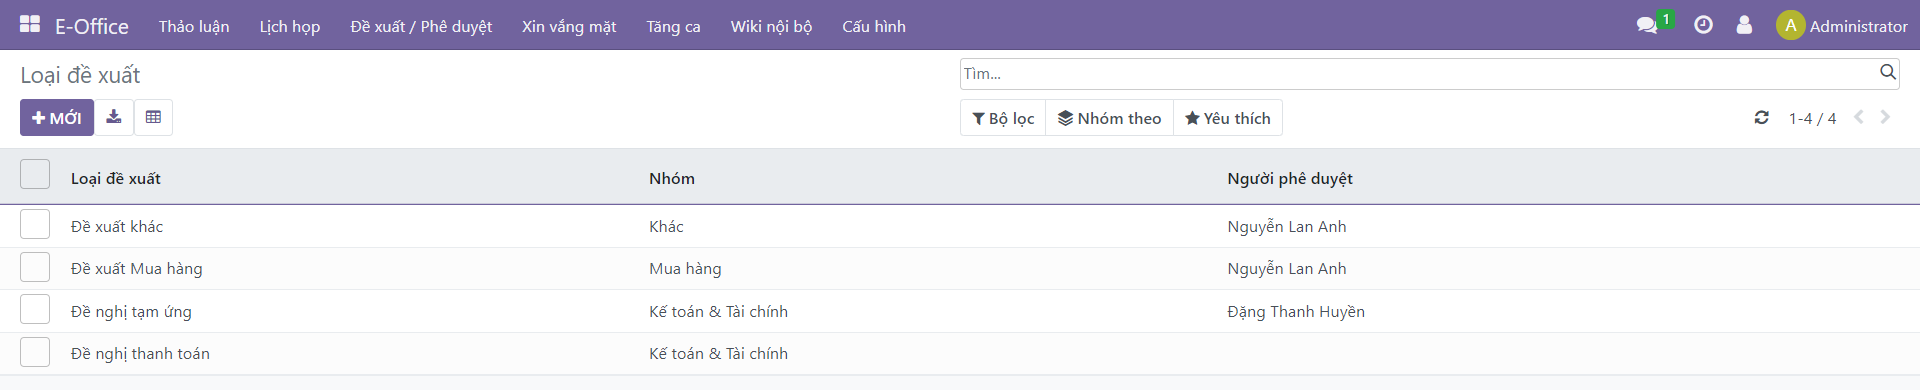 E-Office Thảo luận Lịch họp Đề xuất / Phê duyệt Xin vắng mặt Tăng ca Wiki nội bộ Cấu hình 1 A Administrator
Loại đề xuất Tìm...
MỚI Bộ lọc Nhóm theo Yêu thích 1-4 / 4
Loại đề xuất Nhóm Người phê duyệt
Đề xuất khác Khác Nguyễn Lan Anh
Đề xuất Mua hàng Mua hàng Nguyễn Lan Anh
Đề nghị tạm ứng Kế toán & Tài chính Đặng Thanh Huyền
Đề nghị thanh toán Kế toán & Tài chính